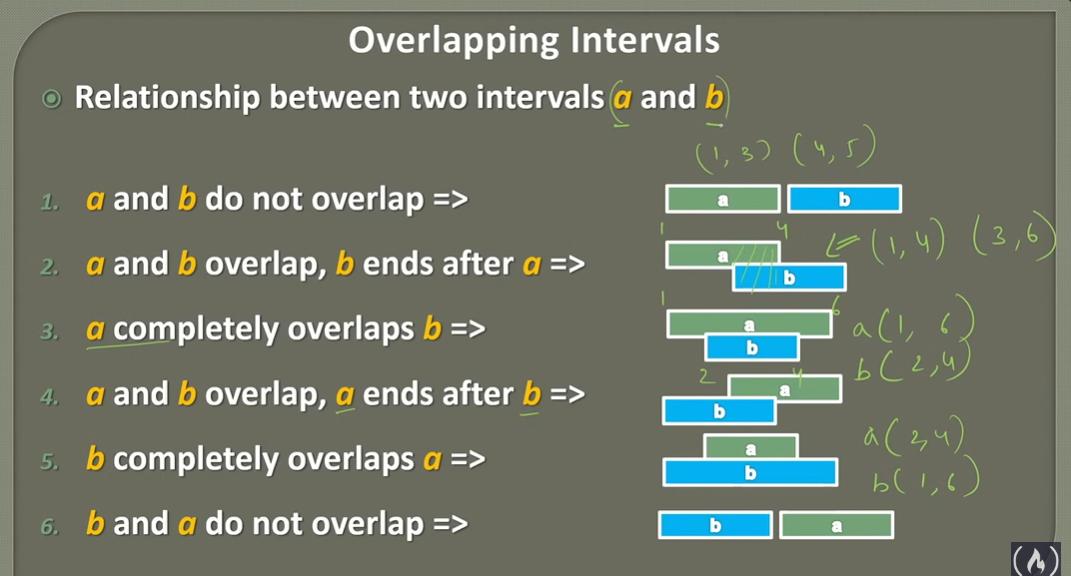 Overlapping Intervals
Relationship between two intervals (a and b)
(1, 3) (4, 5)
1. a and b do not overlap =>
a b
1 4 (1, 4) (3, 6)
2. a and b overlap, b ends after a =>
a
b
1 6
3. a completely overlaps b =>
a
b
a(1, 6)
b(2, 4)
2 4
4. a and b overlap, a ends after b =>
a
b
5. b completely overlaps a =>
a
b
a(2,4)
b(1,6)
6. b and a do not overlap =>
b a